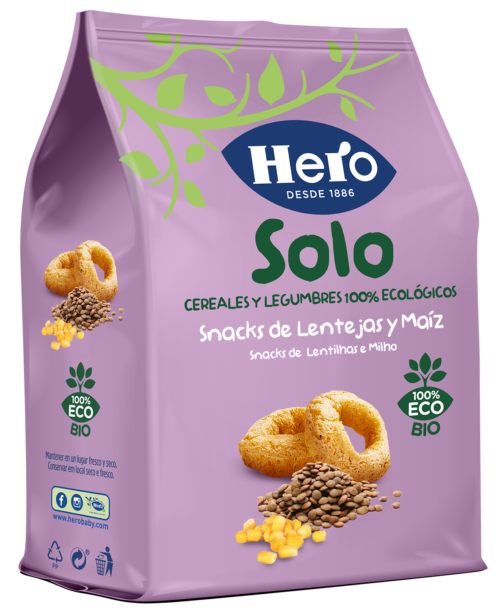 Hero
DESDE 1886
Solo
CEREALES Y LEGUMBRES 100% ECOLÓGICOS
Snacks de Lentejas y Maíz
Snacks de Lentilhas e Milho
100%
ECO
BIO
100%
ECO
BIO
Mantener en un lugar fresco y seco.
Conservar em local seco e fresco.
www.herobaby.com
PP